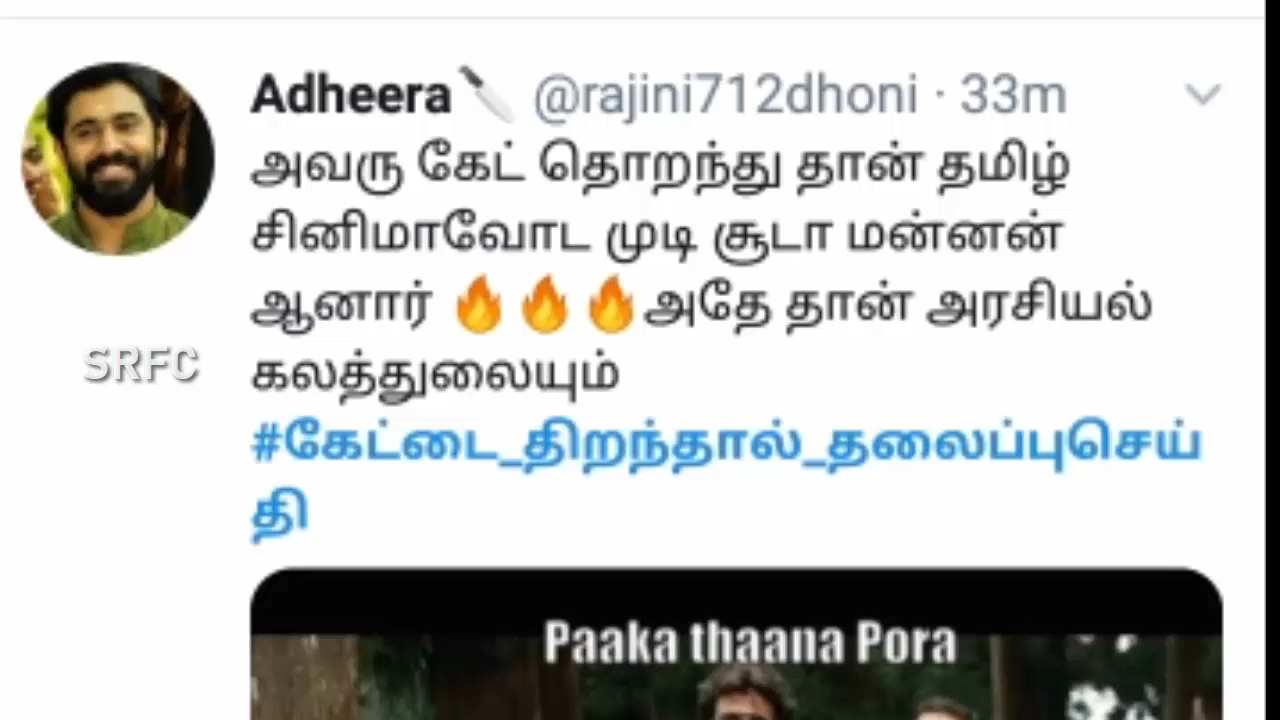 Adheera🔪 @rajini712dhoni · 33m
அவரு கேட் தொறந்து தான் தமிழ்
சினிமாவோட முடி சூடா மன்னன்
ஆனார் 🔥🔥🔥அதே தான் அரசியல்
கலத்துலையும்
SRFC
#கேட்டை_திறந்தால்_தலைப்புசெய்
தி
Paaka thaana Pora